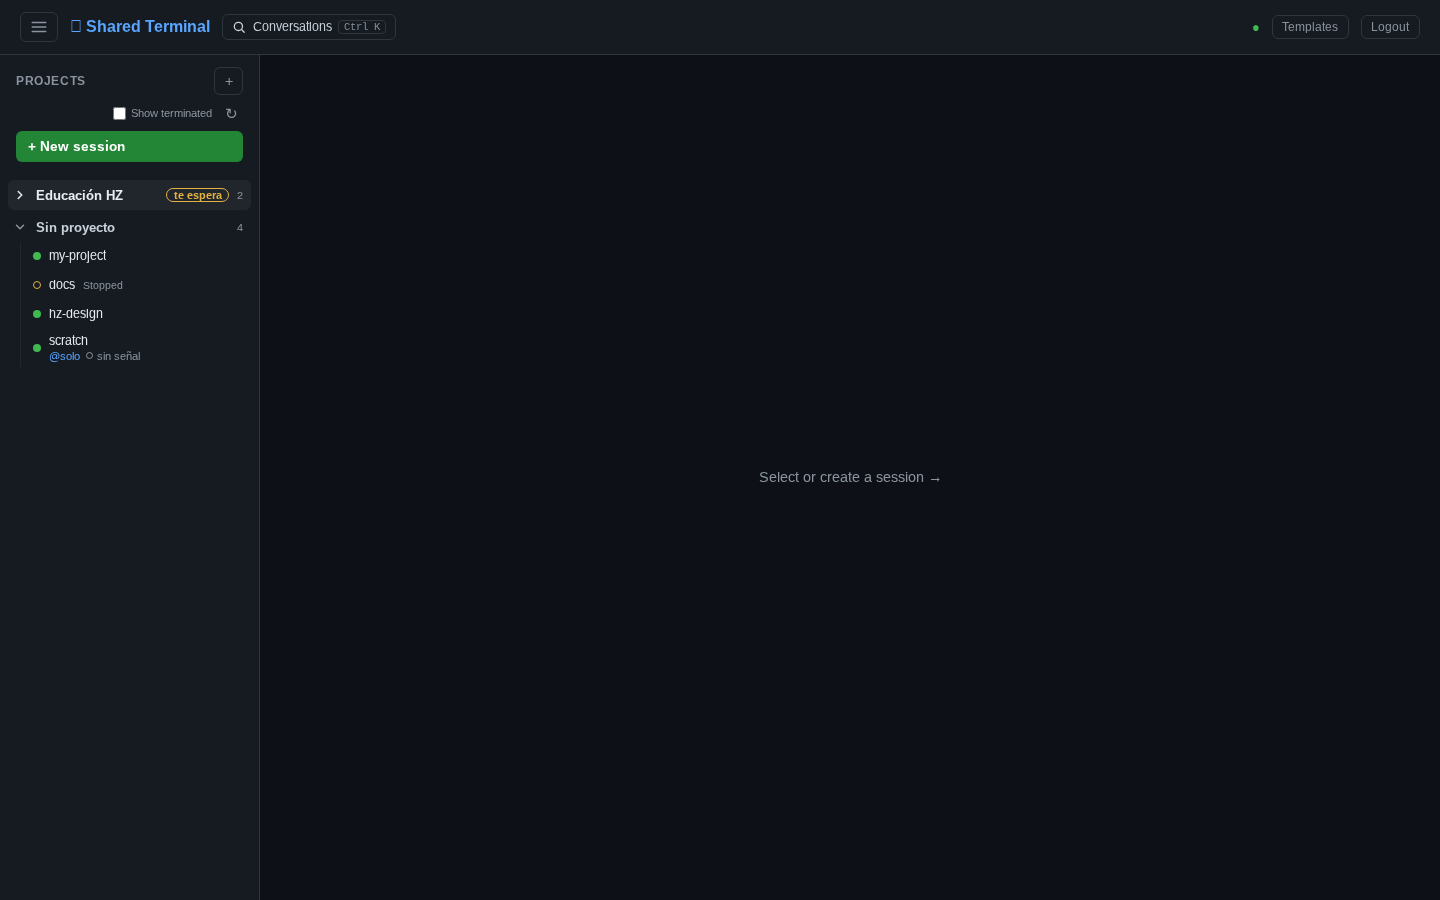 Shared Terminal
Conversations Ctrl K
Templates
Logout
PROJECTS
+
Show terminated ↻
+ New session
Educación HZ te espera 2
Sin proyecto 4
my-project
docs Stopped
hz-design
scratch
@solo sin señal
Select or create a session →